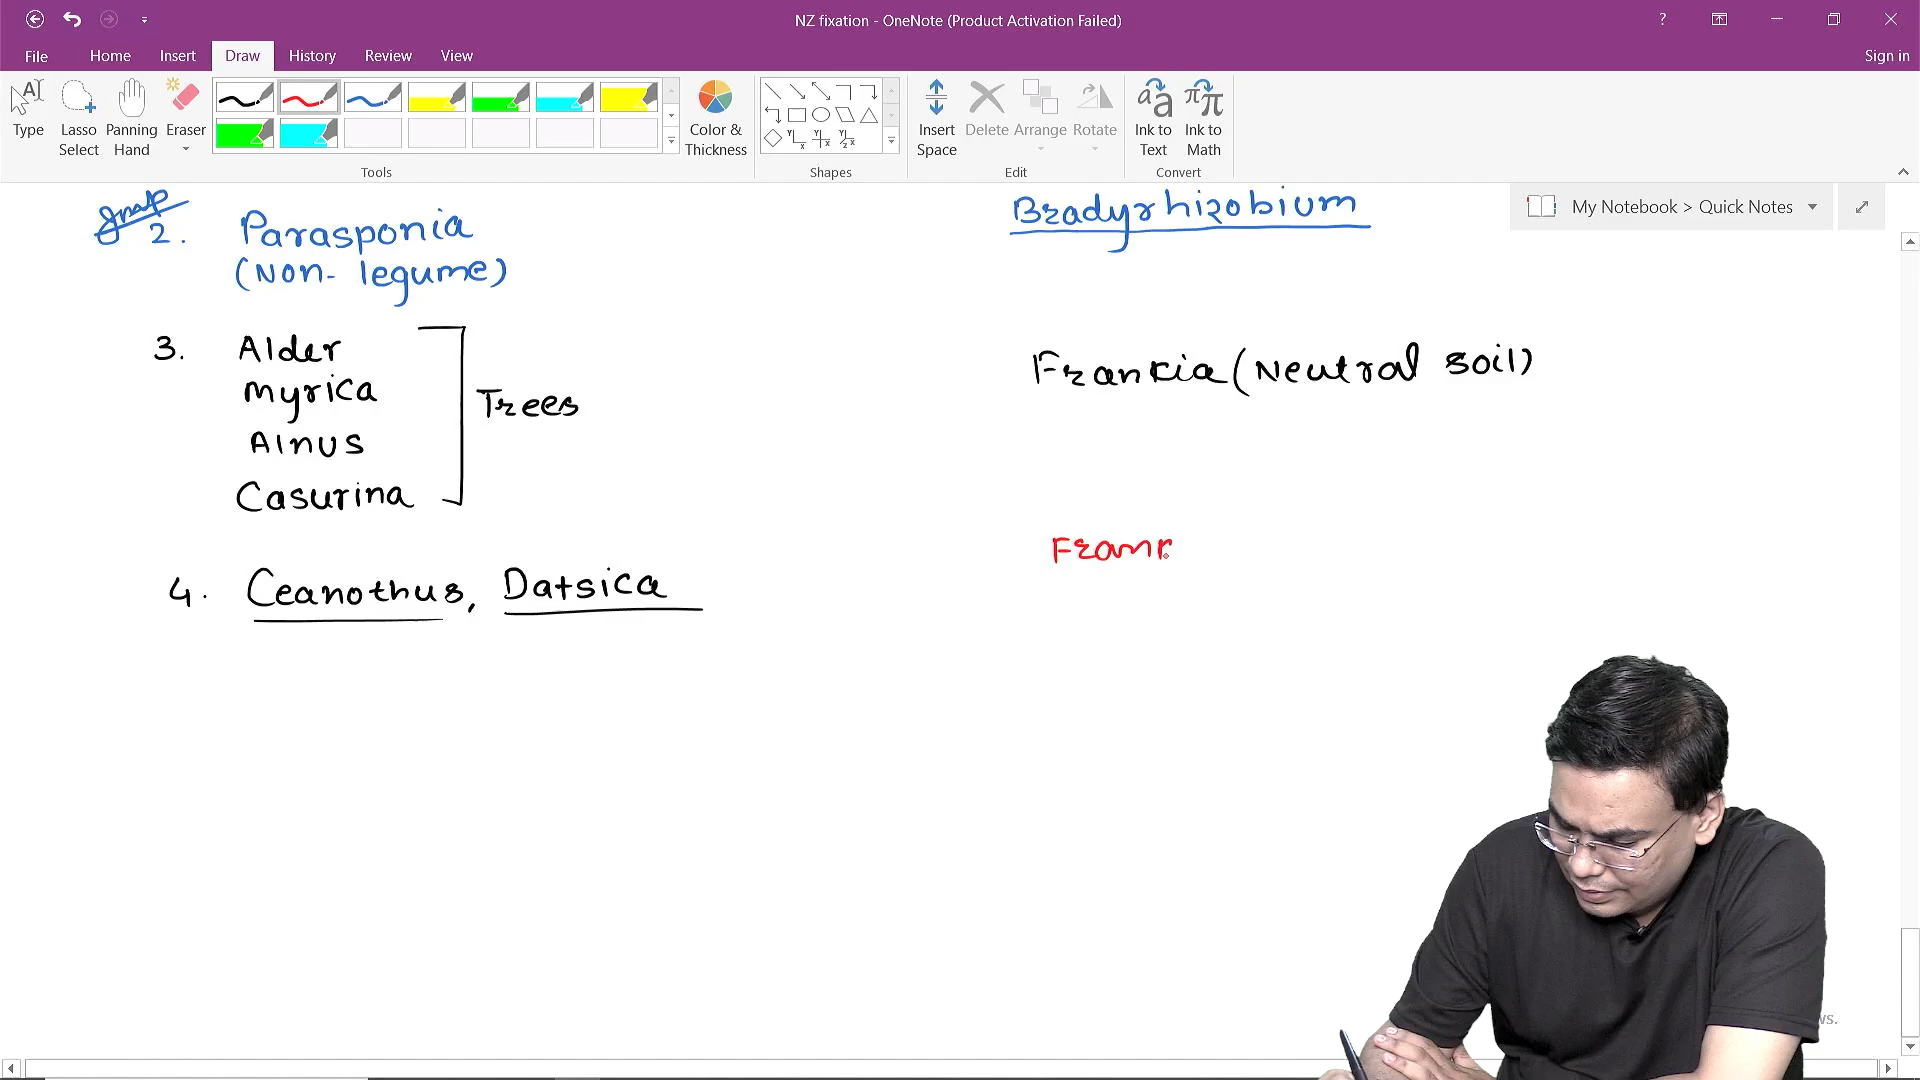 NZ fixation - OneNote (Product Activation Failed)
?
File Home Insert Draw History Review View
Sign in
Type
Lasso Select
Panning Hand
Eraser
Color & Thickness
Insert Space
Delete
Arrange
Rotate
Ink to Text
Ink to Math
Tools
Shapes
Edit
Convert
My Notebook > Quick Notes
2. Parasponia
Bradyrhizobium
(Non- legume)
3. Alder
Frankia (Neutral soil)
Myrica
Trees
Alnus
Casurina
Fran
4. Ceanothus, Datsica
ws.